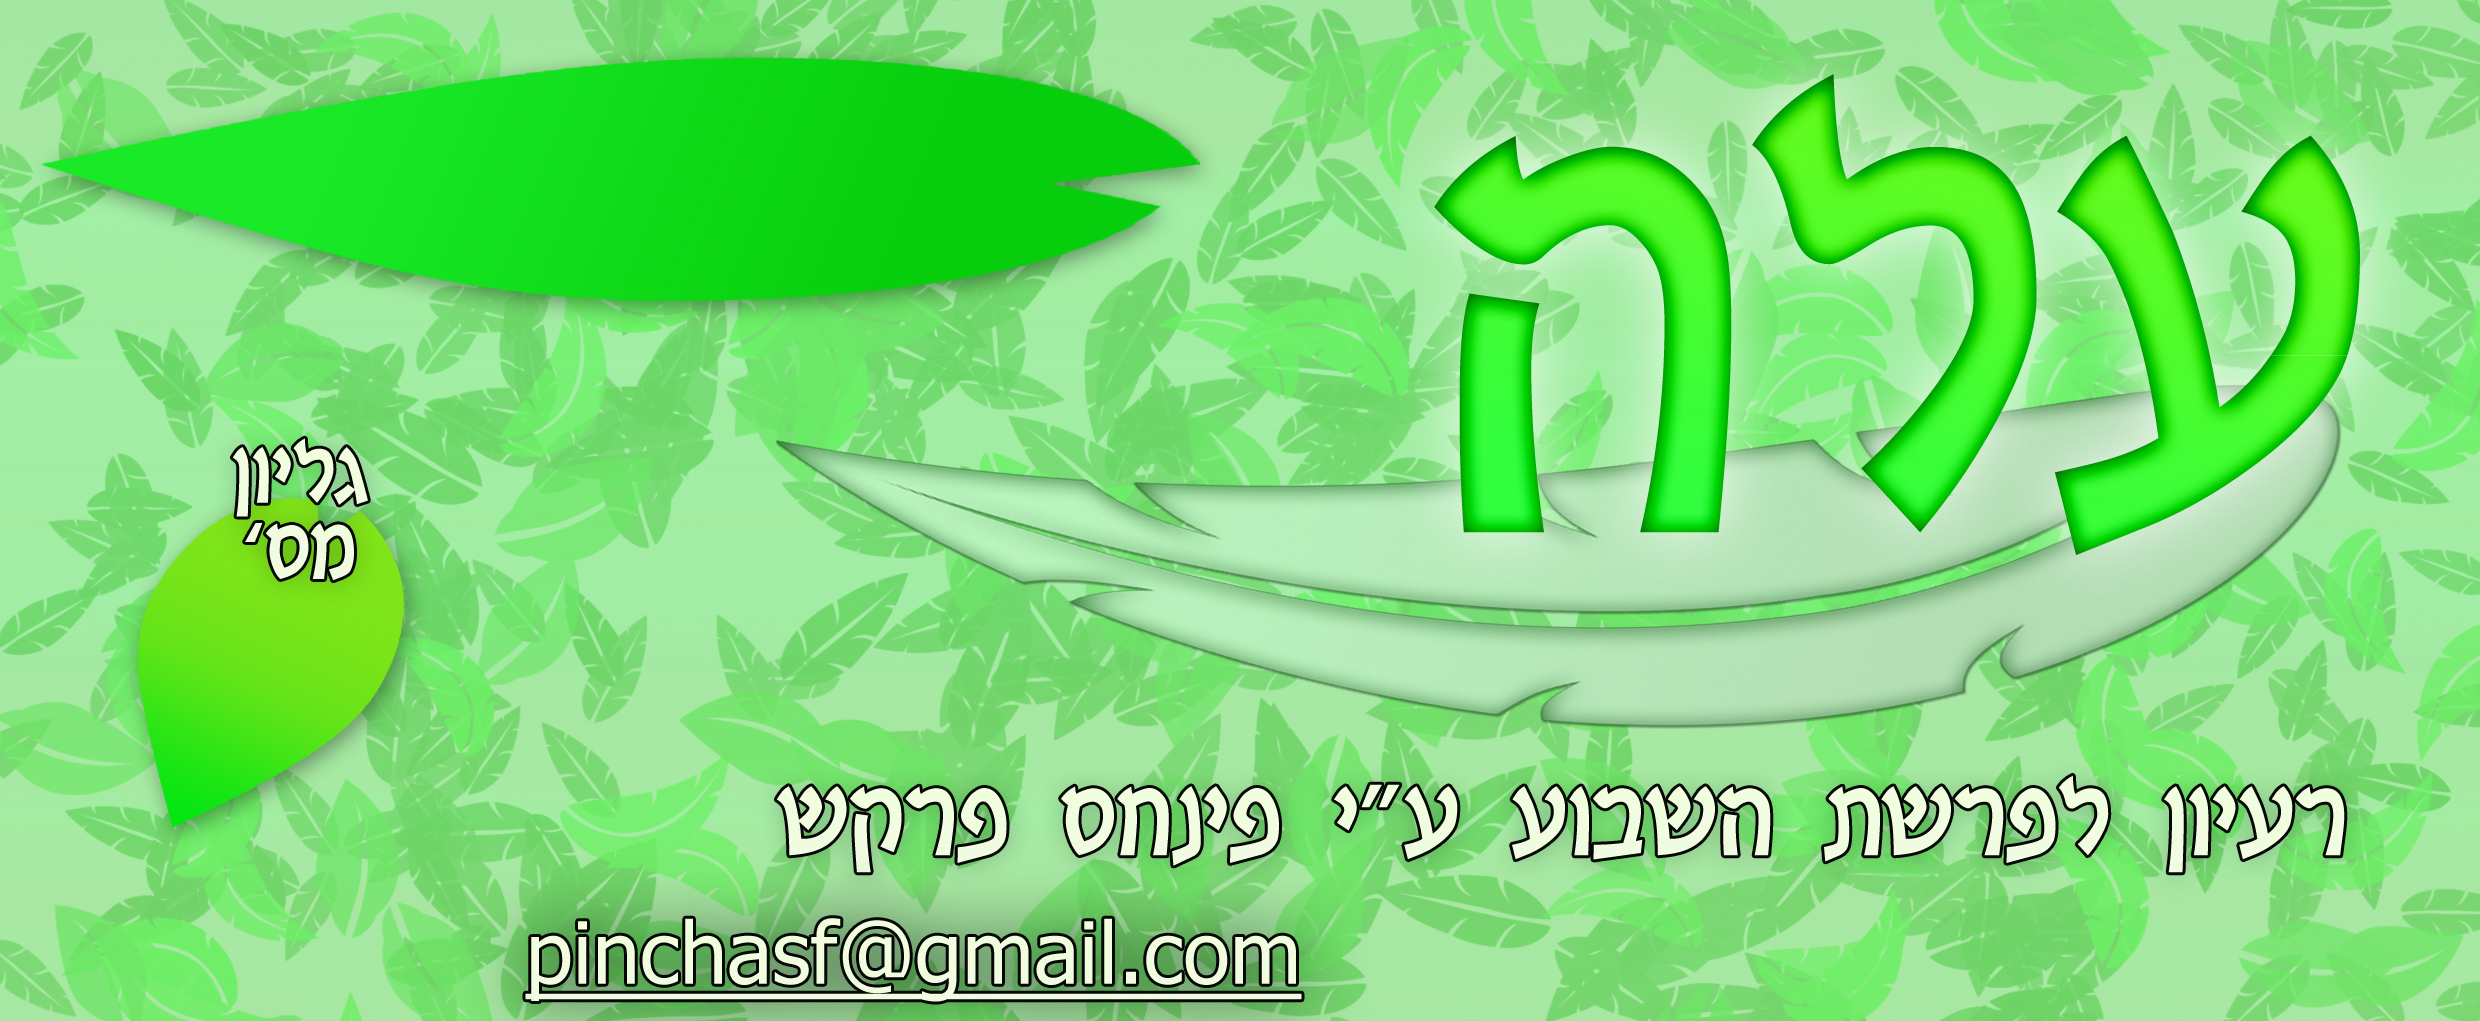 עלה
גליון
מס'
רעיון לפרשת השבוע ע"י פינחס פרקש
pinchasf@gmail.com